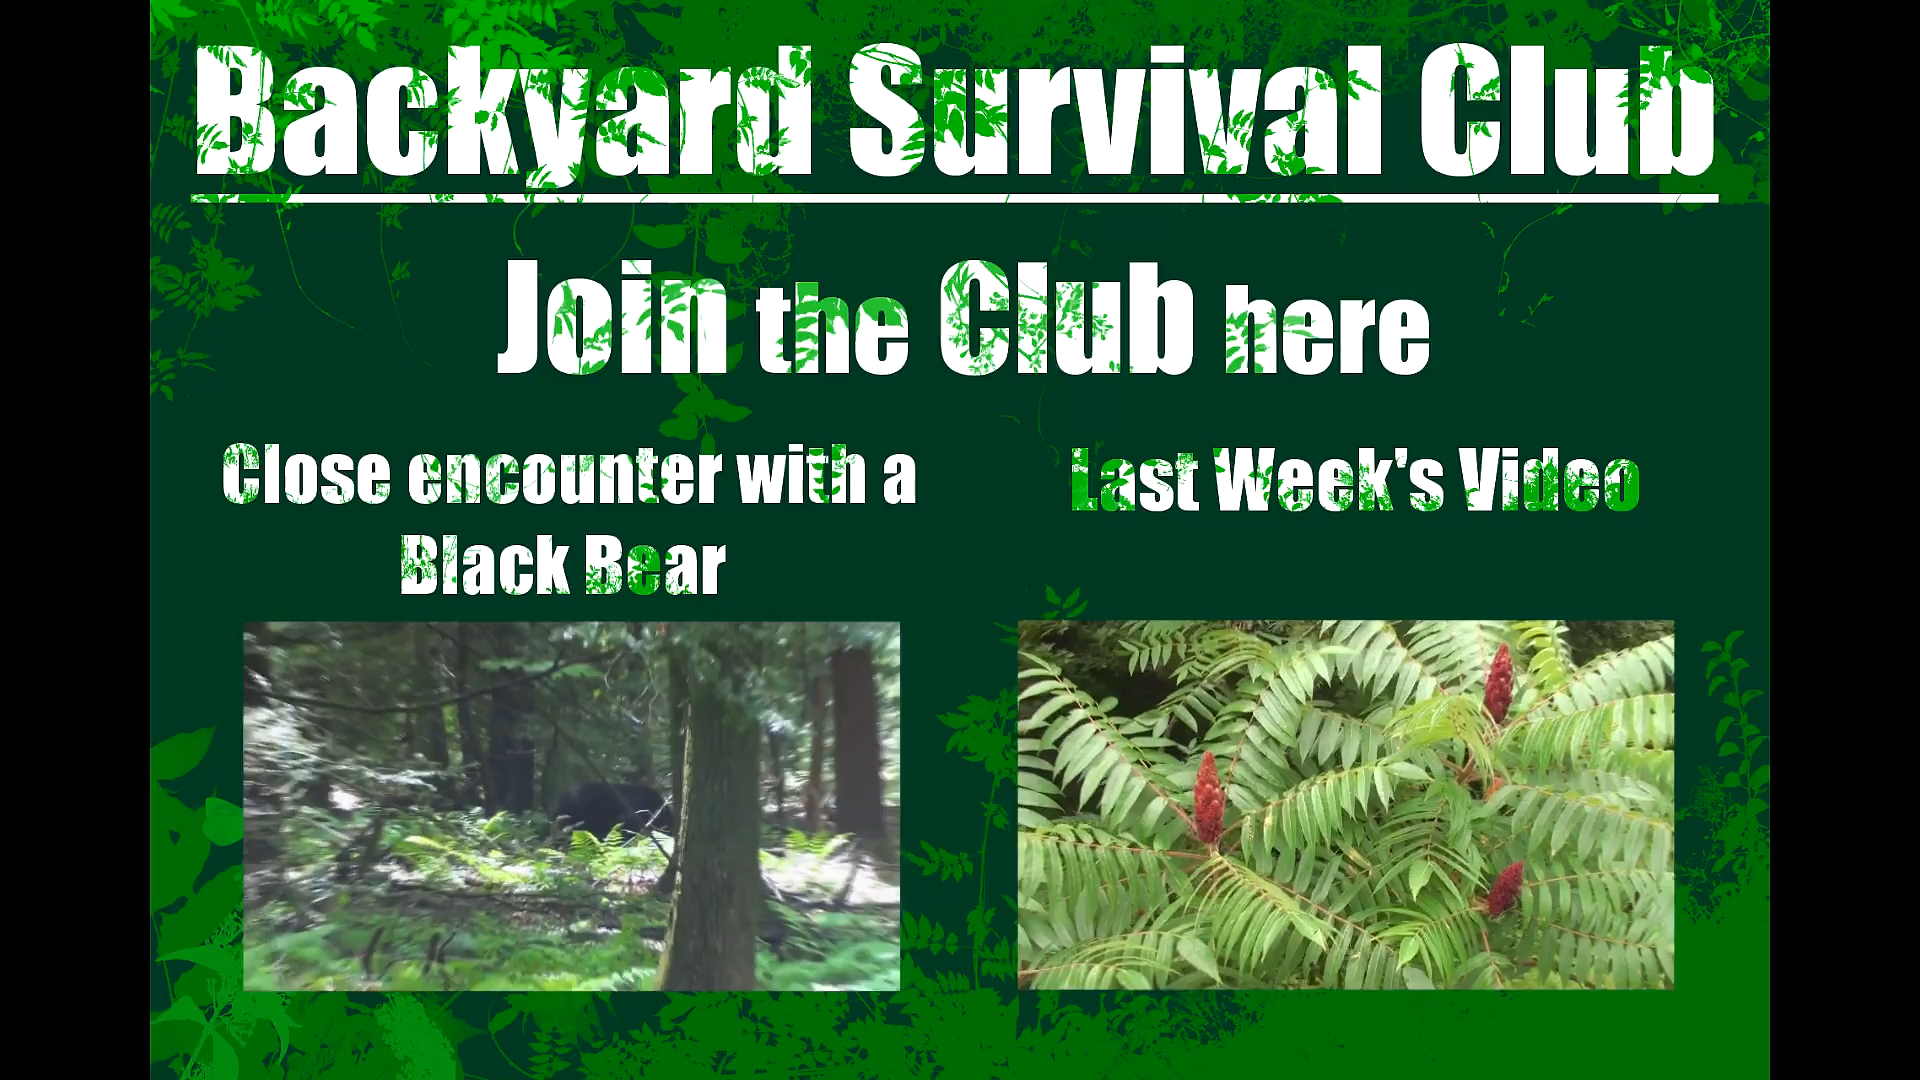 Backyard Survival Club
Join the Club here
Close encounter with a
Black Bear
Last Week's Video